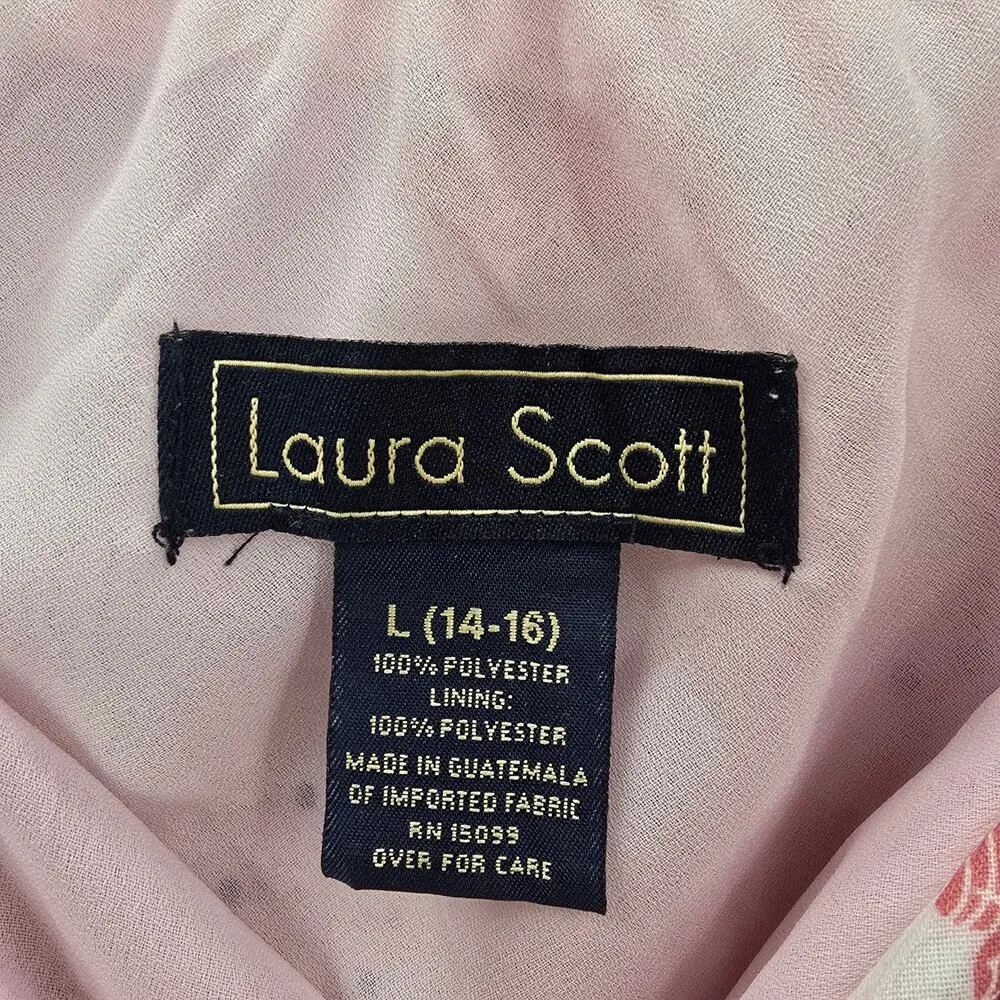 Laura Scott
L (14-16)
100% POLYESTER
LINING:
100% POLYESTER
MADE IN GUATEMALA
OF IMPORTED FABRIC
RN 15099
OVER FOR CARE